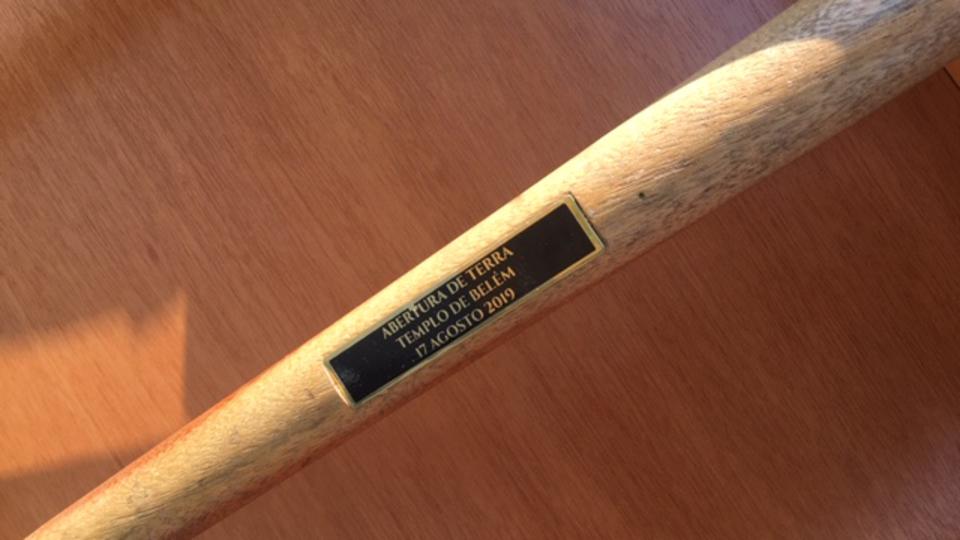 ABERTURA DE TERRA
TEMPLO DE BELÉM
17 AGOSTO 2019